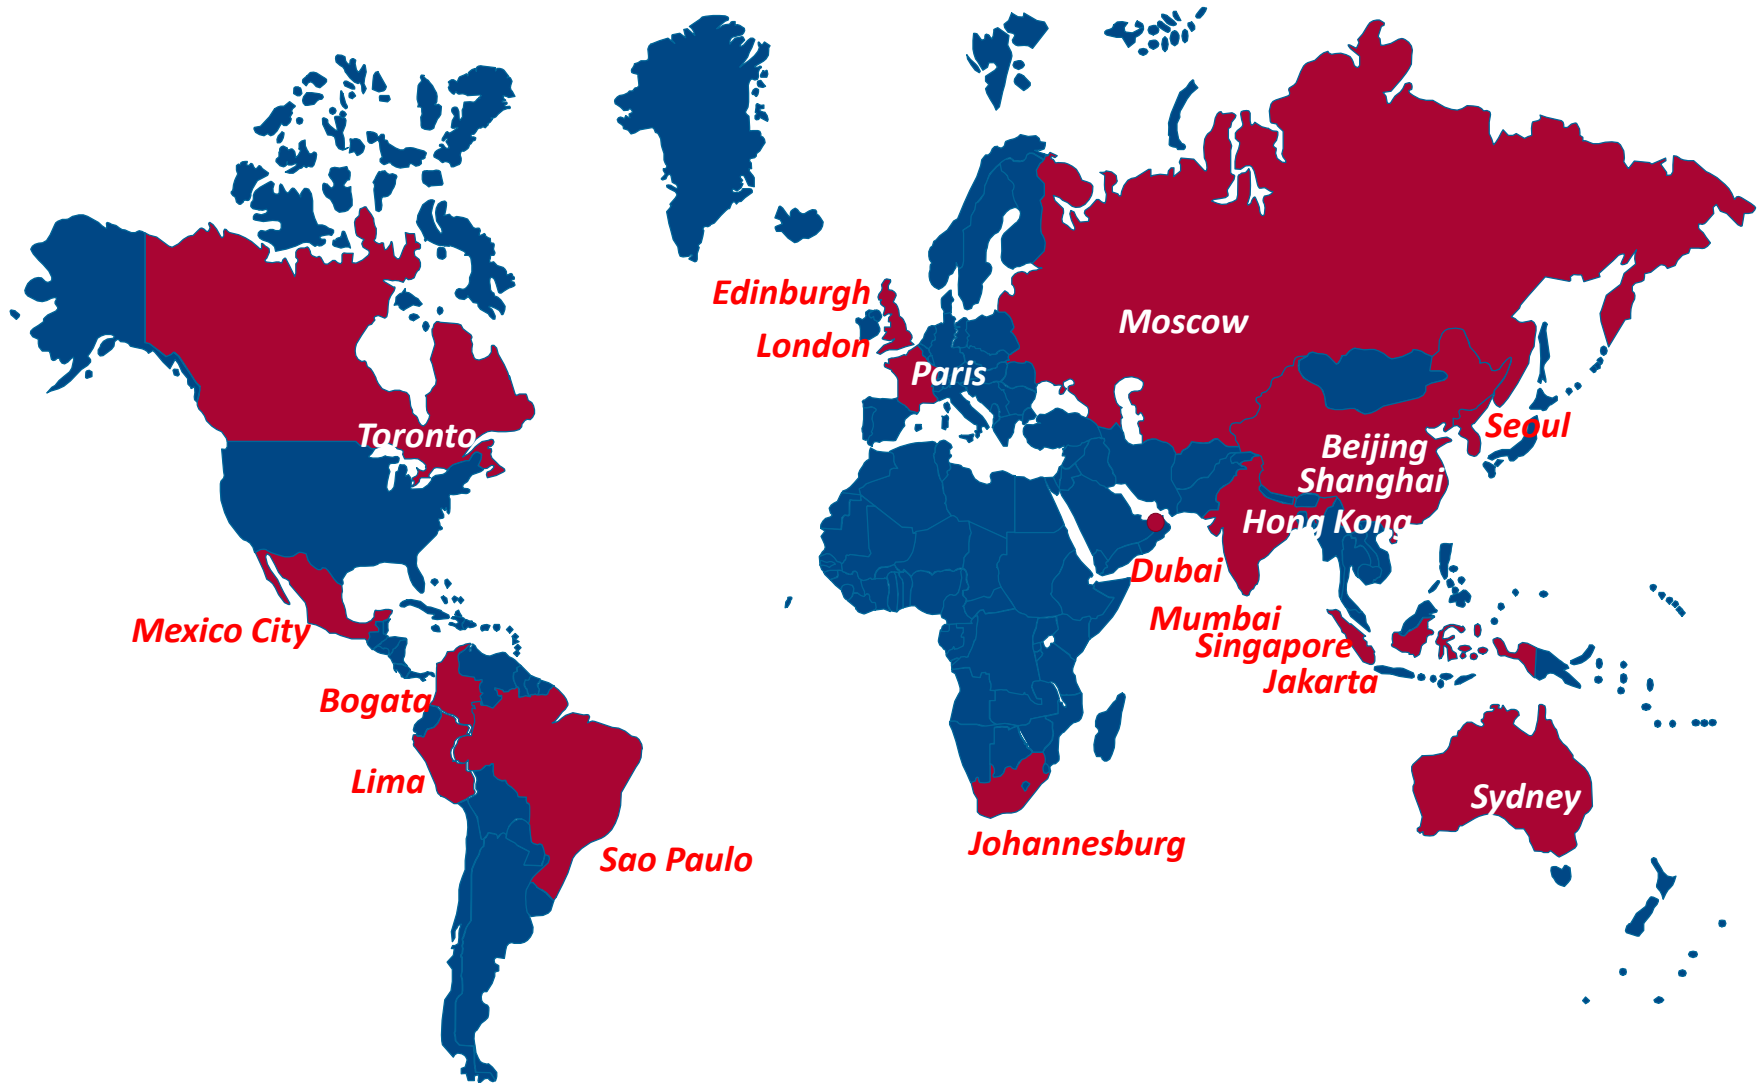 Edinburgh
London
Moscow
Paris
Toronto
Seoul
Beijing
Shanghai
Hong Kong
Dubai
Mumbai
Singapore
Jakarta
Mexico City
Bogata
Lima
Sao Paulo
Johannesburg
Sydney